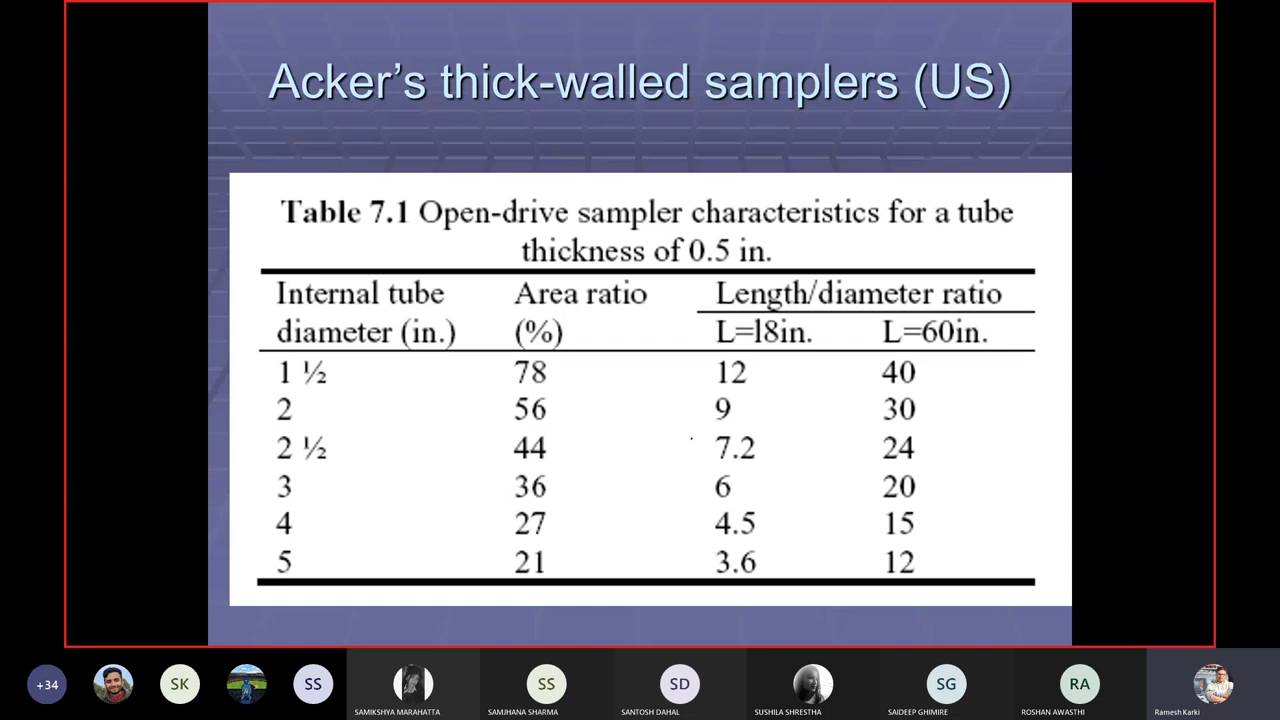 Acker's thick-walled samplers (US)
Table 7.1 Open-drive sampler characteristics for a tube
thickness of 0.5 in.
Internal tube diameter (in.) Area ratio (%) Length/diameter ratio
L=18in. L=60in.
1 ½ 78 12 40
2 56 9 30
2 ½ 44 7.2 24
3 36 6 20
4 27 4.5 15
5 21 3.6 12
+34 SK SS SS SD SG RA
SAMIKSHYA MARAHATTA SAMJHANA SHARMA SANTOSH DAHAL SUSHILA SHRESTHA SAIDEEP GHIMIRE ROSHAN AWASTHI Ramesh Karki